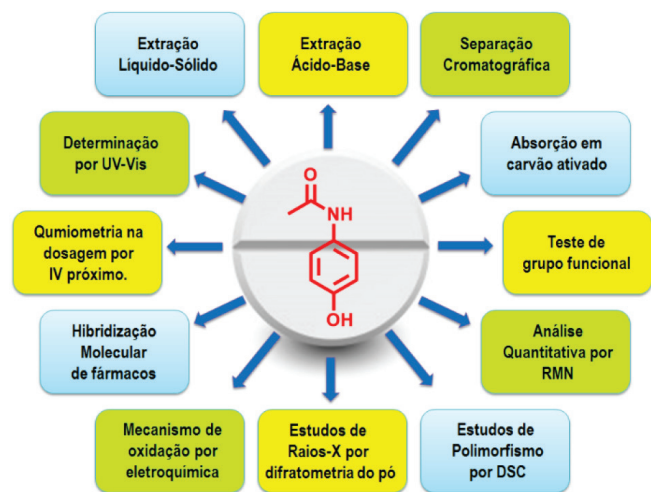 Extração
Líquido-Sólido
Extração
Ácido-Base
Separação
Cromatográfica
Determinação
por UV-Vis
Absorção em
carvão ativado
O
NH
OH
Qumiometria na
dosagem por
IV próximo.
Teste de
grupo funcional
Hibridização
Molecular
de fármacos
Análise
Quantitativa por
RMN
Mecanismo de
oxidação por
eletroquímica
Estudos de
Raios-X por
difratometria do pó
Estudos de
Polimorfismo
por DSC